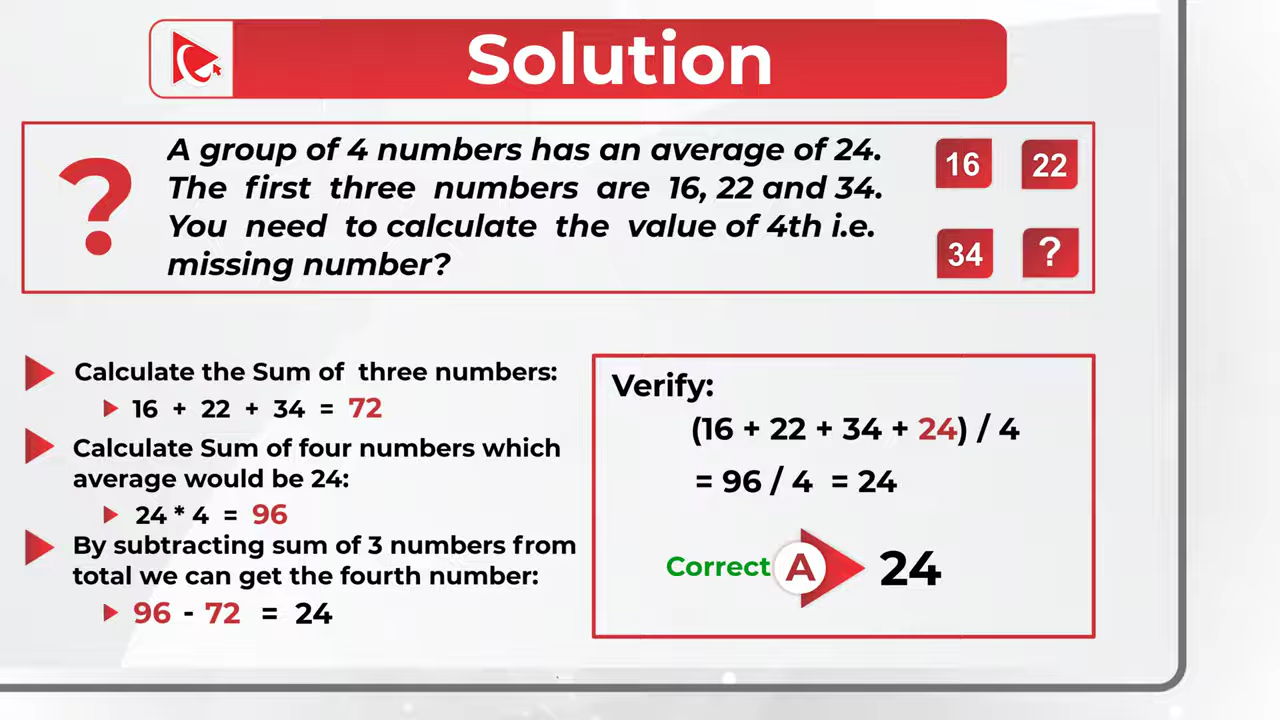 Solution
?
A group of 4 numbers has an average of 24.
The first three numbers are 16, 22 and 34.
You need to calculate the value of 4th i.e.
missing number?
16 22
34 ?
Calculate the Sum of three numbers:
16 + 22 + 34 = 72
Calculate Sum of four numbers which
average would be 24:
24 * 4 = 96
By subtracting sum of 3 numbers from
total we can get the fourth number:
96 - 72 = 24
Verify:
(16 + 22 + 34 + 24) / 4
= 96 / 4 = 24
Correct A 24